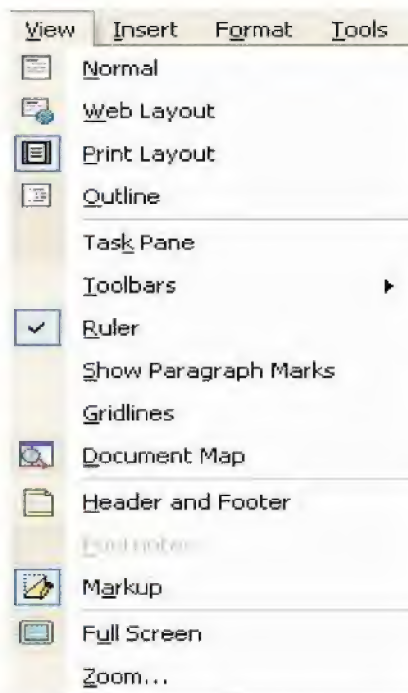 View Insert Format Tools
Normal
Web Layout
Print Layout
Outline
Task Pane
Toolbars
Ruler
Show Paragraph Marks
Gridlines
Document Map
Header and Footer
Markup
Full Screen
Zoom...